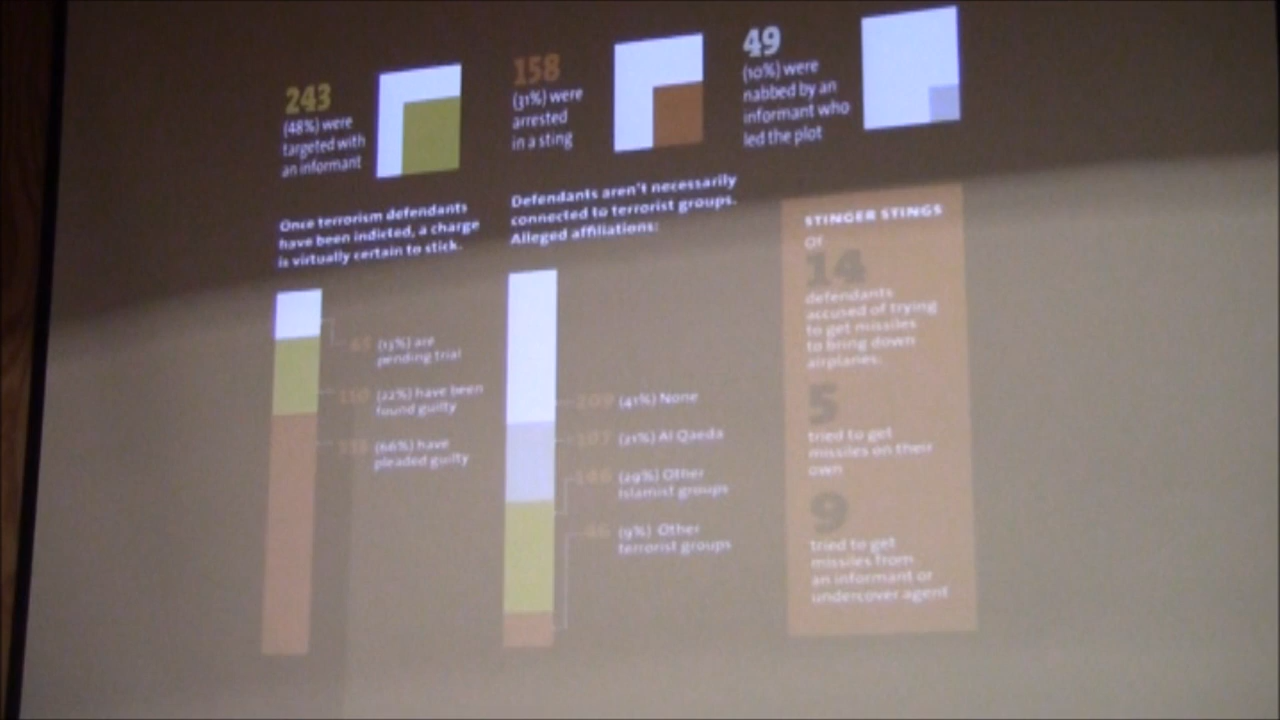 243
(48%) were
targeted with
an informant
158
(31%) were
arrested
in a sting
49
(10%) were
nabbed by an
informant who
led the plot
Once terrorism defendants
have been indicted, a charge
is virtually certain to stick.
(13%) are
pending trial
(22%) have been
found guilty
(66%) have
pleaded guilty
Defendants aren't necessarily
connected to terrorist groups.
Alleged affiliations:
(41%) None
(21%) Al Qaeda
(29%) Other
Islamist groups
(9%) Other
terrorist groups
STINGER STINGS
Of
14
defendants
accused of trying
to get missiles
to bring down
airplanes.
5
tried to get
missiles on their
own
9
tried to get
missiles from
an informant or
undercover agent